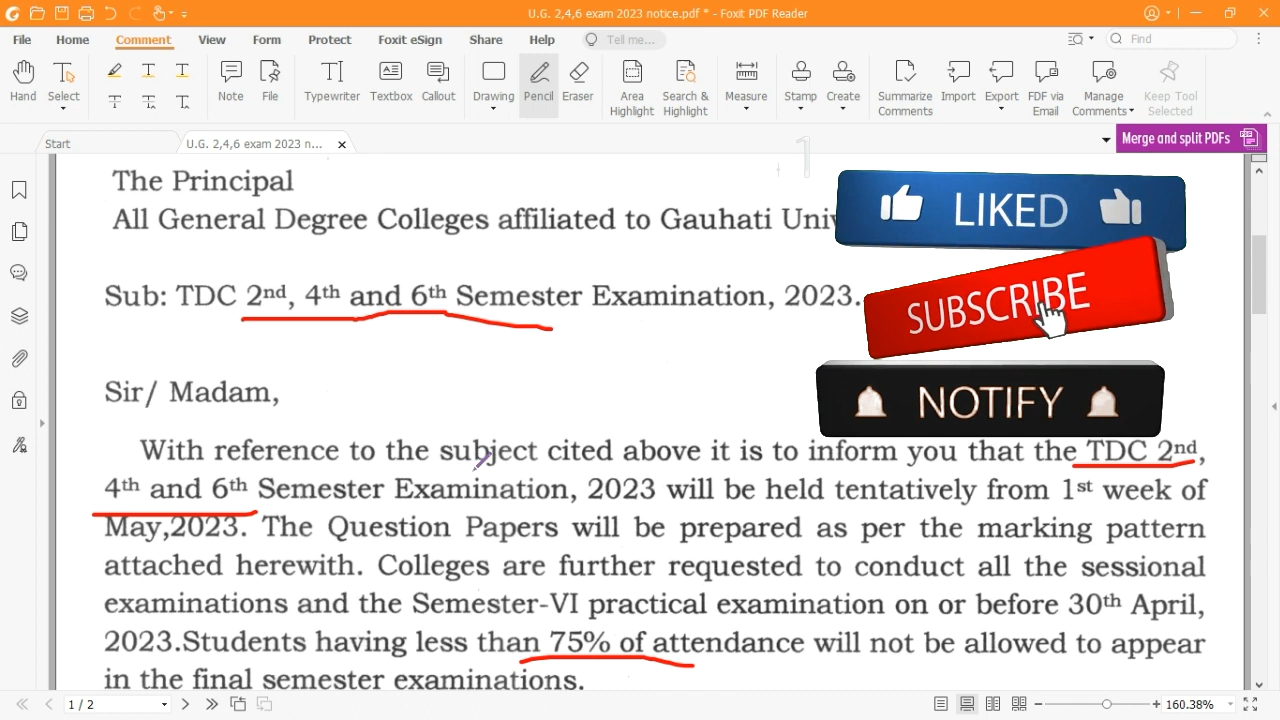 U.G. 2,4,6 exam 2023 notice.pdf * - Foxit PDF Reader
File Home Comment View Form Protect Foxit eSign Share Help Tell me... Find
Hand Select Note File Typewriter Textbox Callout Drawing Pencil Eraser Area Highlight Search & Highlight Measure Stamp Create Summarize Comments Import Export FDF via Email Manage Comments Keep Tool Selected
Start U.G. 2,4,6 exam 2023 n... Merge and split PDFs
1
The Principal
All General Degree Colleges affiliated to Gauhati
LIKED
Sub: TDC 2nd, 4th and 6th Semester Examination, 2023.
SUBSCRIBE
Sir/ Madam,
NOTIFY
With reference to the subject cited above it is to inform you that the TDC 2nd,
4th and 6th Semester Examination, 2023 will be held tentatively from 1st week of
May,2023. The Question Papers will be prepared as per the marking pattern
attached herewith. Colleges are further requested to conduct all the sessional
examinations and the Semester-VI practical examination on or before 30th April,
2023.Students having less than 75% of attendance will not be allowed to appear
in the final semester examinations.
1 / 2 160.38%